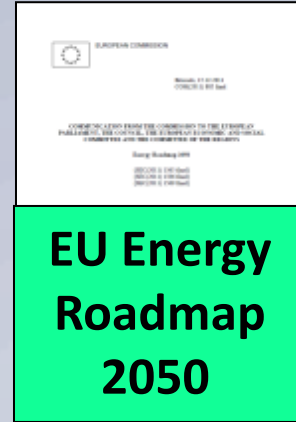 EUROPEAN COMMISSION
COMMUNICATION FROM THE COMMISSION TO THE EUROPEAN
PARLIAMENT, THE COUNCIL, THE EUROPEAN ECONOMIC AND SOCIAL
COMMITTEE AND THE COMMITTEE OF THE REGIONS
Energy Roadmap 2050
EU Energy
Roadmap
2050